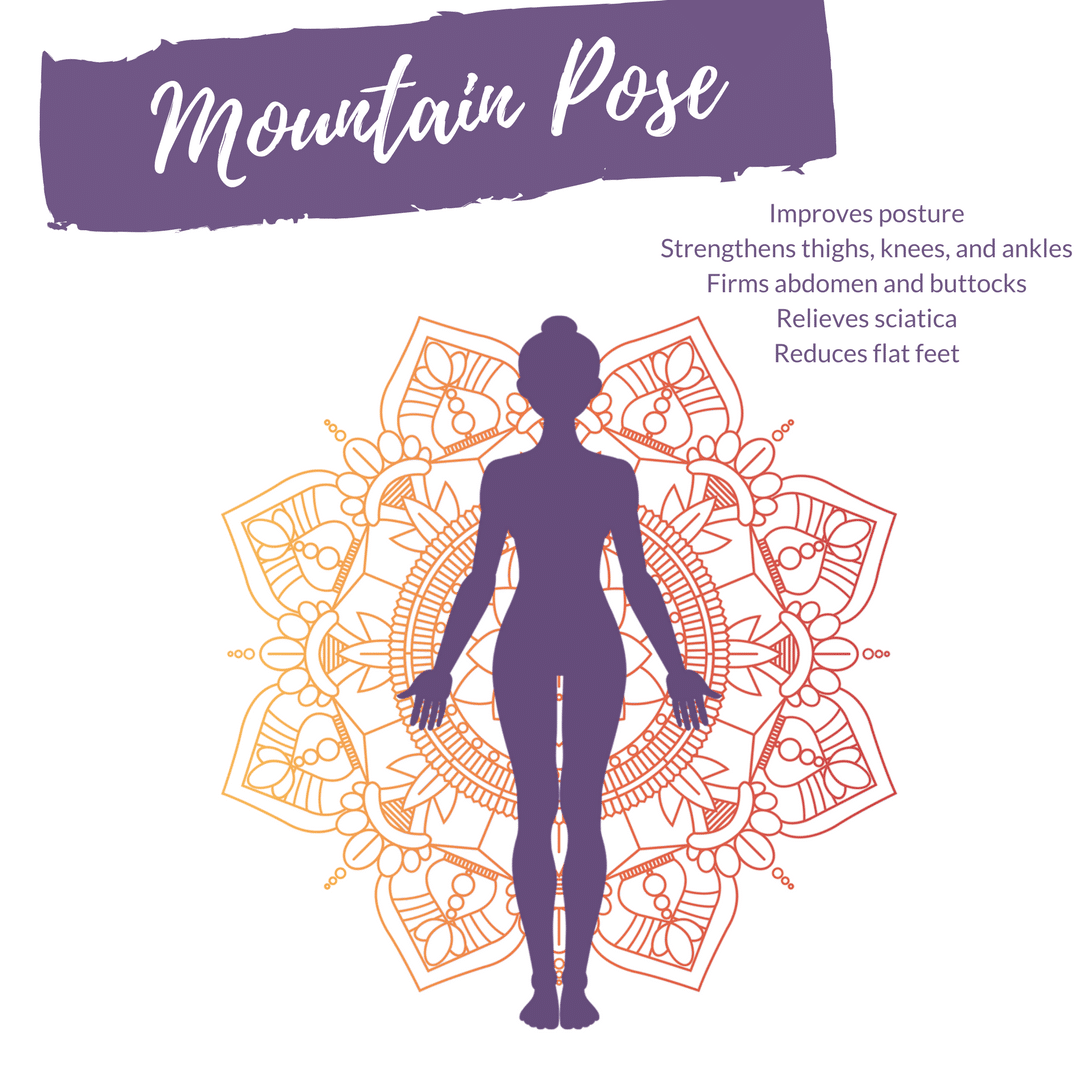 Mountain Pose
Improves posture
Strengthens thighs, knees, and ankles
Firms abdomen and buttocks
Relieves sciatica
Reduces flat feet